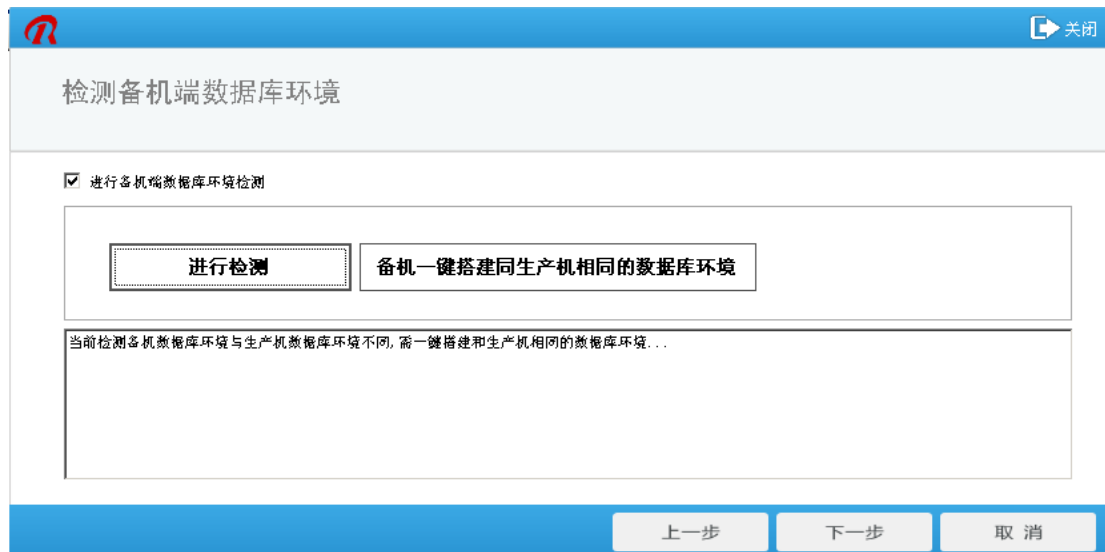 关闭
检测备机端数据库环境
进行备机端数据库环境检测
进行检测
备机一键搭建同生产机相同的数据库环境
当前检测备机数据库环境与生产机数据库环境不同,需一键搭建和生产机相同的数据库环境...
上一步
下一步
取 消